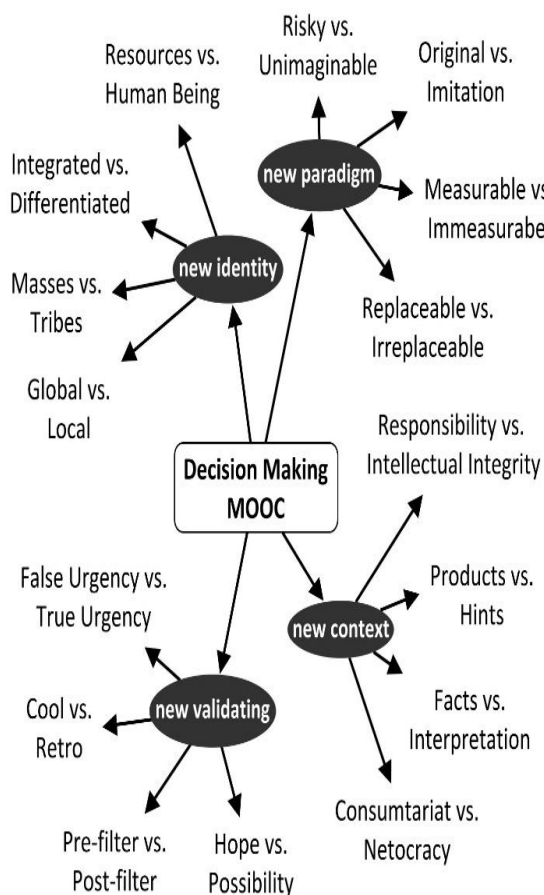 Risky vs.
Unimaginable
Original vs.
Imitation
Resources vs.
Human Being
new paradigm
Measurable vs
Immeasurabe
Integrated vs.
Differentiated
new identity
Masses vs.
Tribes
Replaceable vs.
Irreplaceable
Global vs.
Local
Decision Making
MOOC
Responsibility vs.
Intellectual Integrity
False Urgency vs.
True Urgency
Products vs.
Hints
new context
Cool vs.
Retro
new validating
Facts vs.
Interpretation
Pre-filter vs.
Post-filter
Hope vs.
Possibility
Consumtariat vs.
Netocracy